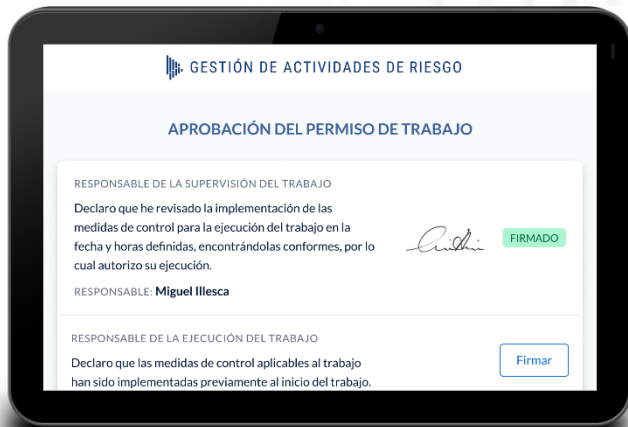 GESTIÓN DE ACTIVIDADES DE RIESGO
APROBACIÓN DEL PERMISO DE TRABAJO
RESPONSABLE DE LA SUPERVISIÓN DEL TRABAJO
Declaro que he revisado la implementación de las
medidas de control para la ejecución del trabajo en la
fecha y horas definidas, encontrándolas conformes, por lo
cual autorizo su ejecución.
FIRMADO
RESPONSABLE: Miguel Illesca
RESPONSABLE DE LA EJECUCIÓN DEL TRABAJO
Declaro que las medidas de control aplicables al trabajo
han sido implementadas previamente al inicio del trabajo.
Firmar